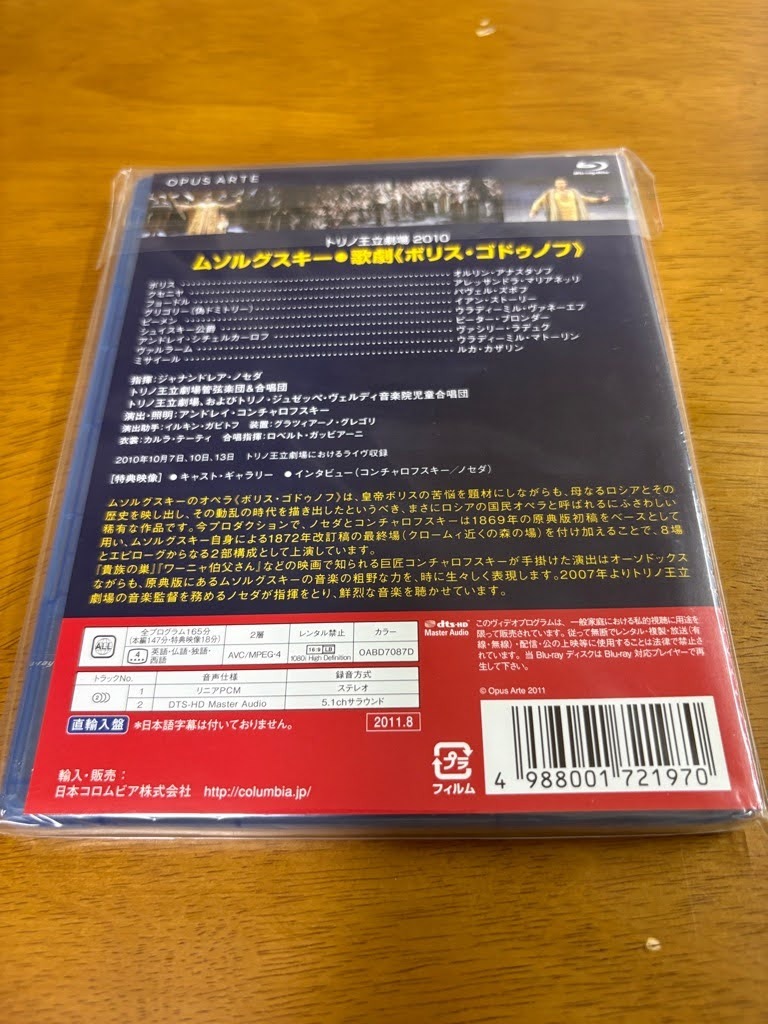 OPUS ARTE
Blu-ray Disc
トリノ王立劇場 2010
ムソルグスキー●歌劇《ボリス・ゴドゥノフ》
ボリス オルリン・アナスタゾフ
クセニヤ アレッサンドラ・マリアネッリ
フョードル パヴェル・ズボフ
グリゴリー(偽ドミトリー) イアン・ストーリー
ピーメン ウラディーミル・ヴァネーエフ
シュイスキー公爵 ピーター・ブロンダー
アンドレイ・シチェルカーロフ ヴァシリー・ラデュク
ヴァルラーム ウラディーミル・マトーリン
ミサイール ルカ・カザリン
指揮:ジャナンドレア・ノセダ
トリノ王立劇場管弦楽団&合唱団
トリノ王立劇場、およびトリノ・ジュゼッペ・ヴェルディ音楽院児童合唱団
演出・照明:アンドレイ・コンチャロフスキー
演出助手:イルキン・ガビトフ 装置:グラツィアーノ・グレゴリ
衣装:カルラ・テーティ 合唱指揮:ロベルト・ガッビアーニ
2010年10月7日、10日、13日 トリノ王立劇場におけるライヴ収録
[特典映像] ●キャスト・ギャラリー ●インタビュー(コンチャロフスキー/ノセダ)
ムソルグスキーのオペラ《ボリス・ゴドゥノフ》は、皇帝ボリスの苦悩を題材にしながらも、母なるロシアとその
歴史を映し出し、その動乱の時代を描き出したというべき、まさにロシアの国民オペラと呼ばれるにふさわしい
稀有な作品です。今プロダクションで、ノセダとコンチャロフスキーは1869年の原典版初稿をベースとして
用い、ムソルグスキー自身による1872年改訂稿の最終場(クロームィ近くの森の場)を付け加えることで、8場
とエピローグからなる2部構成として上演しています。
『貴族の巣』『ワーニャ伯父さん』などの映画で知られる巨匠コンチャロフスキーが手掛けた演出はオーソドックス
ながらも、原典版にあるムソルグスキーの音楽の粗野な力を、時に生々しく表現します。2007年よりトリノ王立
劇場の音楽監督を務めるノセダが指揮をとり、鮮烈な音楽を聴かせています。
ALL
全プログラム165分
(本編147分・特典映像18分)
2層
レンタル禁止
カラー
4
英語・仏語・独語・
西語
AVC/MPEG-4
16:9 LB
1080i High Definition
OABD7087D
トラックNo. 音声仕様 録音方式
1 リニアPCM ステレオ
2 DTS-HD Master Audio 5.1chサラウンド
直輸入盤 *日本語字幕は付いておりません。
2011.8
dts-HD
Master Audio
このヴィデオプログラムは、一般家庭における私的視聴に用途を
限って販売されています。従って無断でレンタル・複製・放送(有
線・無線)・配信・公の上映等に使用することは法律で禁止さ
れています。当 Blu-ray ディスクは Blu-ray 対応プレイヤーで再
生して下さい。
© Opus Arte 2011
プラ
フィルム
4 988001 721970
輸入・販売:
日本コロムビア株式会社 http://columbia.jp/